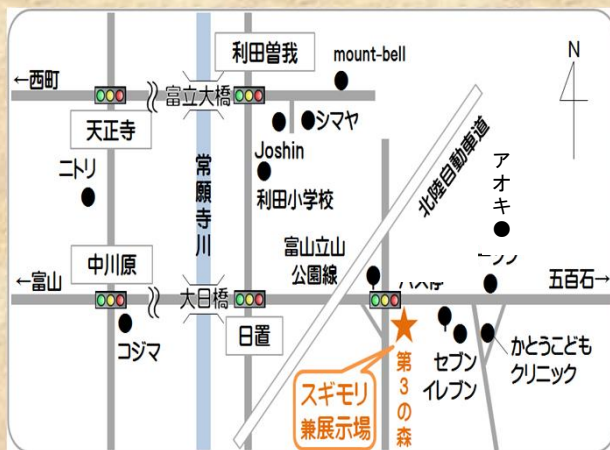 利田曽我
mount-bell
N
←西町
富立大橋
天正寺
シマヤ
Joshin
ニトリ
利田小学校
常願寺川
北陸自動車道
アオキ
富山立山
公園線
中川原
←富山
五百石→
大日橋
日置
コジマ
セブン
イレブン
かとうこども
クリニック
スギモリ
兼展示場
第3の森